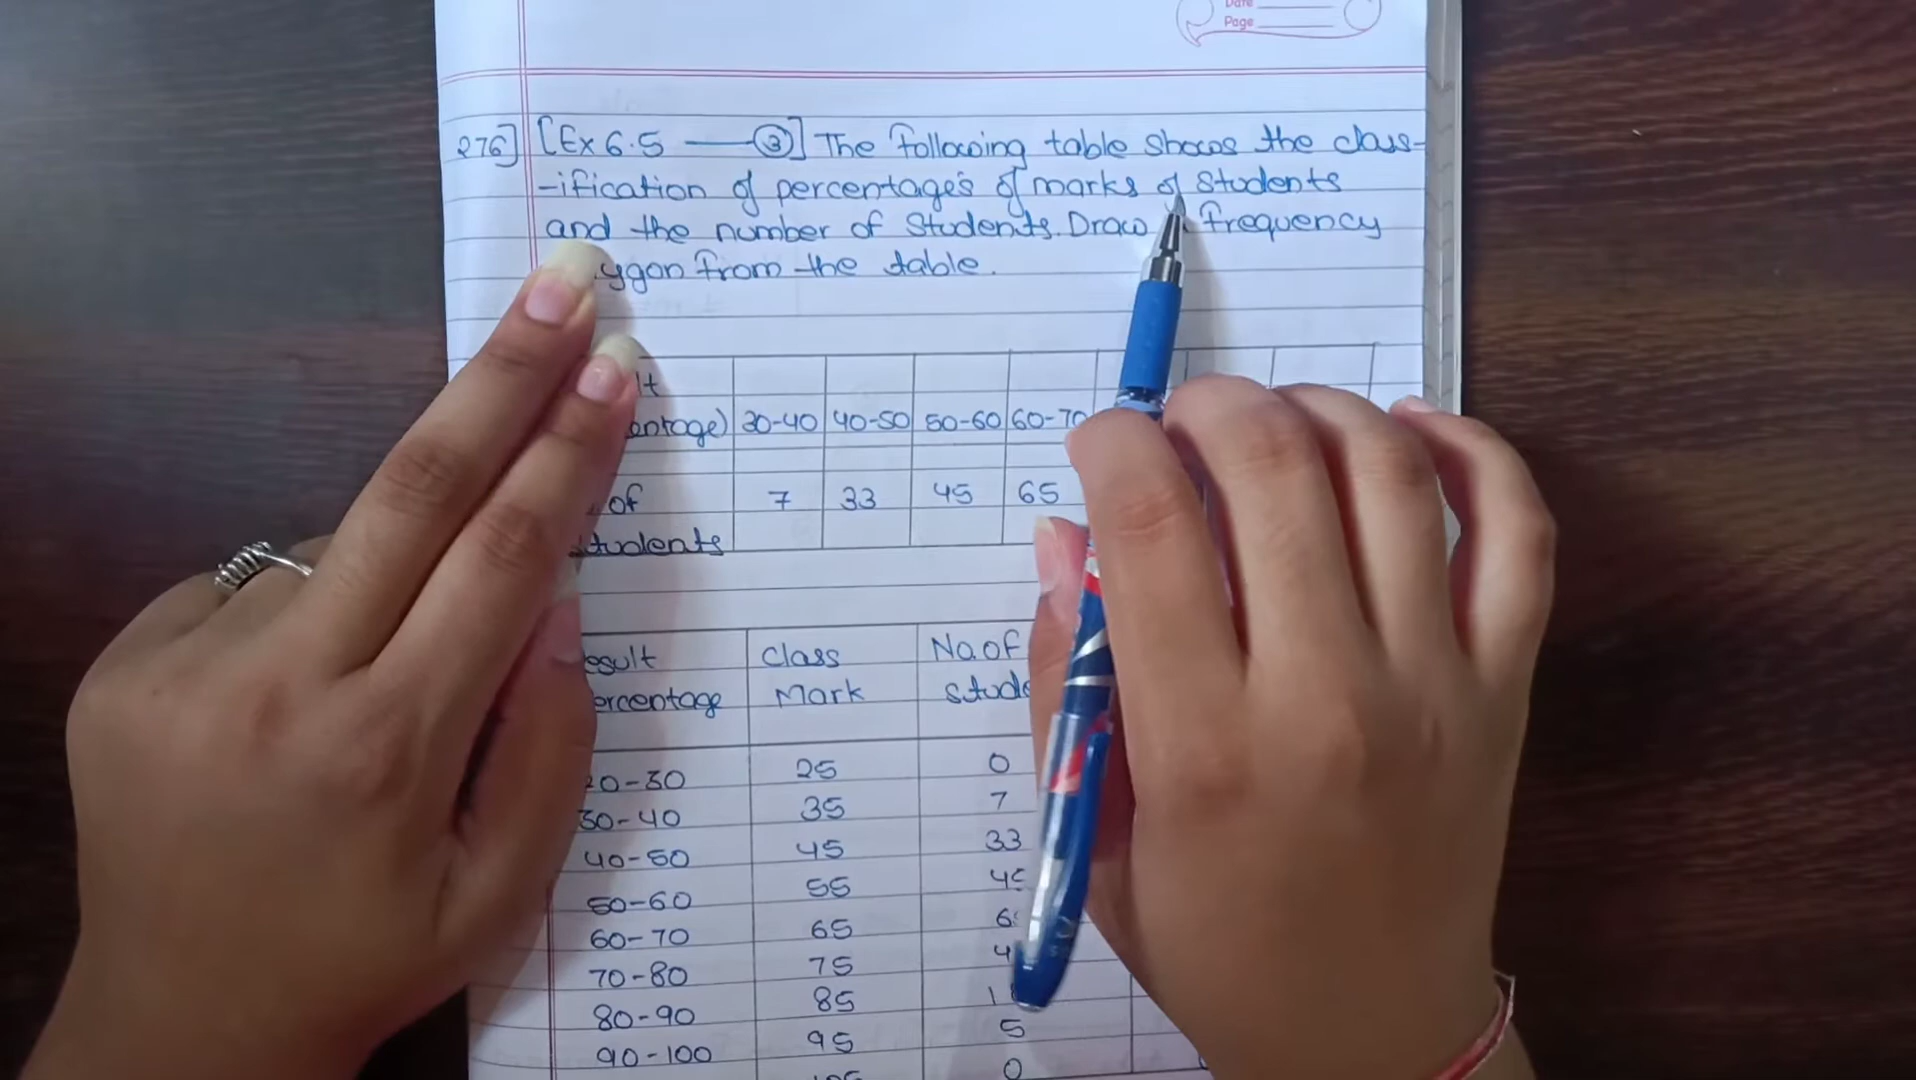 Date
Page
276] [Ex 6.5 — ③] The following table shows the class-
-ification of percentages of marks of students
and the number of students. Draw frequency
ygon from the table.
lt
entage) 30-40 40-50 50-60 60-70
of 7 33 45 65
students
esult Class No. of
ercentage Mark
20-30 25 0
30-40 35 7
40-50 45 33
50-60 55
60-70 65
70-80 75
80-90 85
90-100 95 5
0